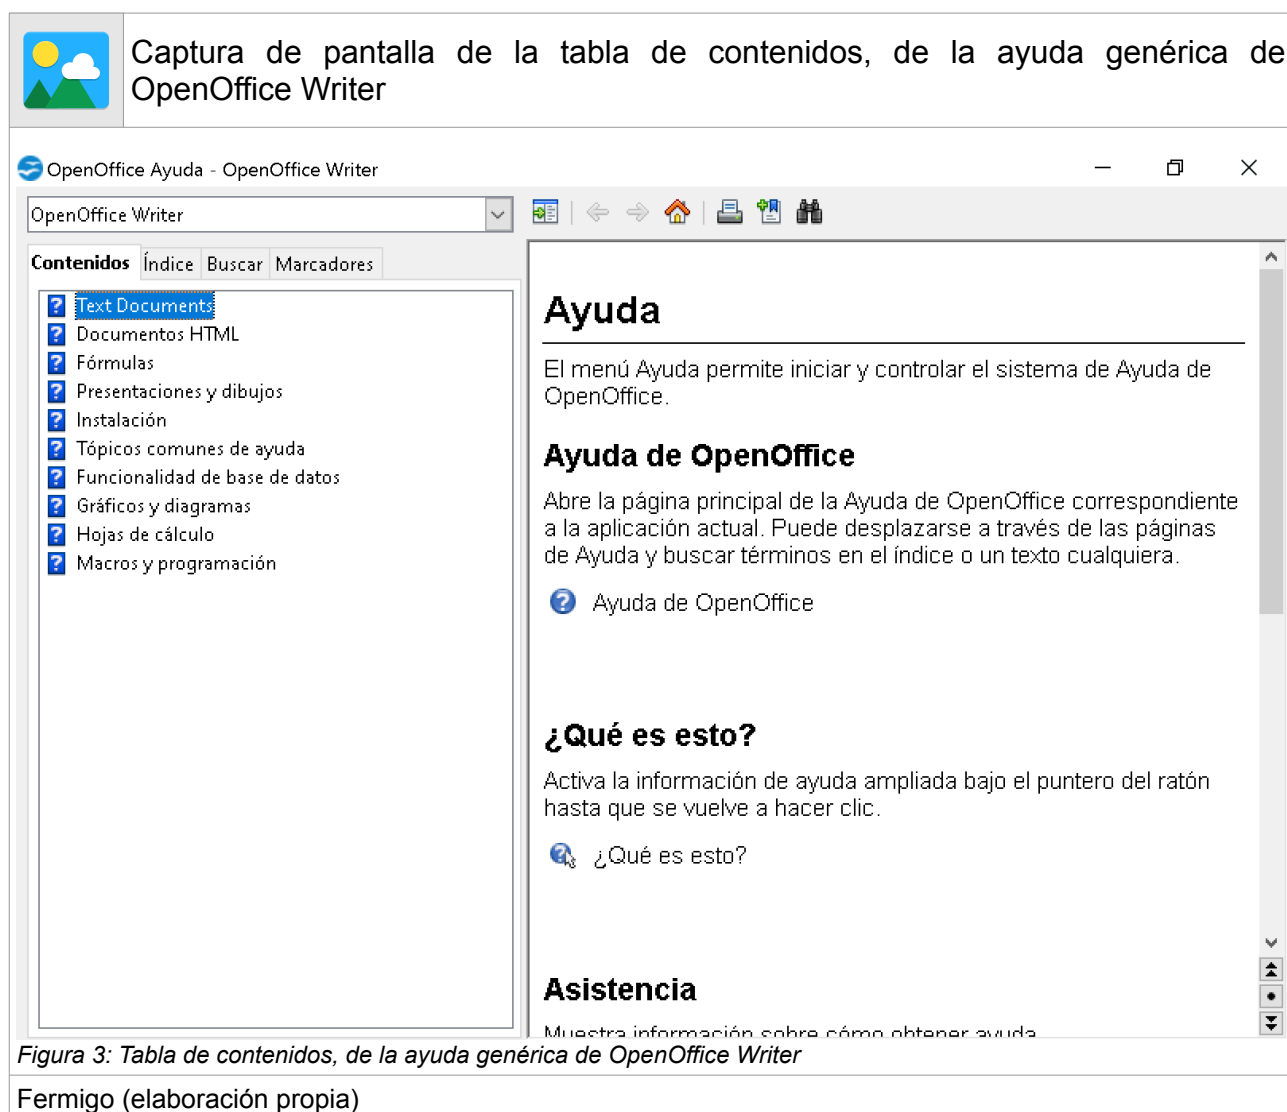 Captura de pantalla de la tabla de contenidos, de la ayuda genérica de
OpenOffice Writer
OpenOffice Ayuda - OpenOffice Writer
OpenOffice Writer
Contenidos Índice Buscar Marcadores
Text Documents
Documentos HTML
Fórmulas
Presentaciones y dibujos
Instalación
Tópicos comunes de ayuda
Funcionalidad de base de datos
Gráficos y diagramas
Hojas de cálculo
Macros y programación
Ayuda
El menú Ayuda permite iniciar y controlar el sistema de Ayuda de
OpenOffice.
Ayuda de OpenOffice
Abre la página principal de la Ayuda de OpenOffice correspondiente
a la aplicación actual. Puede desplazarse a través de las páginas
de Ayuda y buscar términos en el índice o un texto cualquiera.
Ayuda de OpenOffice
¿Qué es esto?
Activa la información de ayuda ampliada bajo el puntero del ratón
hasta que se vuelve a hacer clic.
¿Qué es esto?
Asistencia
Muestra información sobre cómo obtener ayuda
Figura 3: Tabla de contenidos, de la ayuda genérica de OpenOffice Writer
Fermigo (elaboración propia)